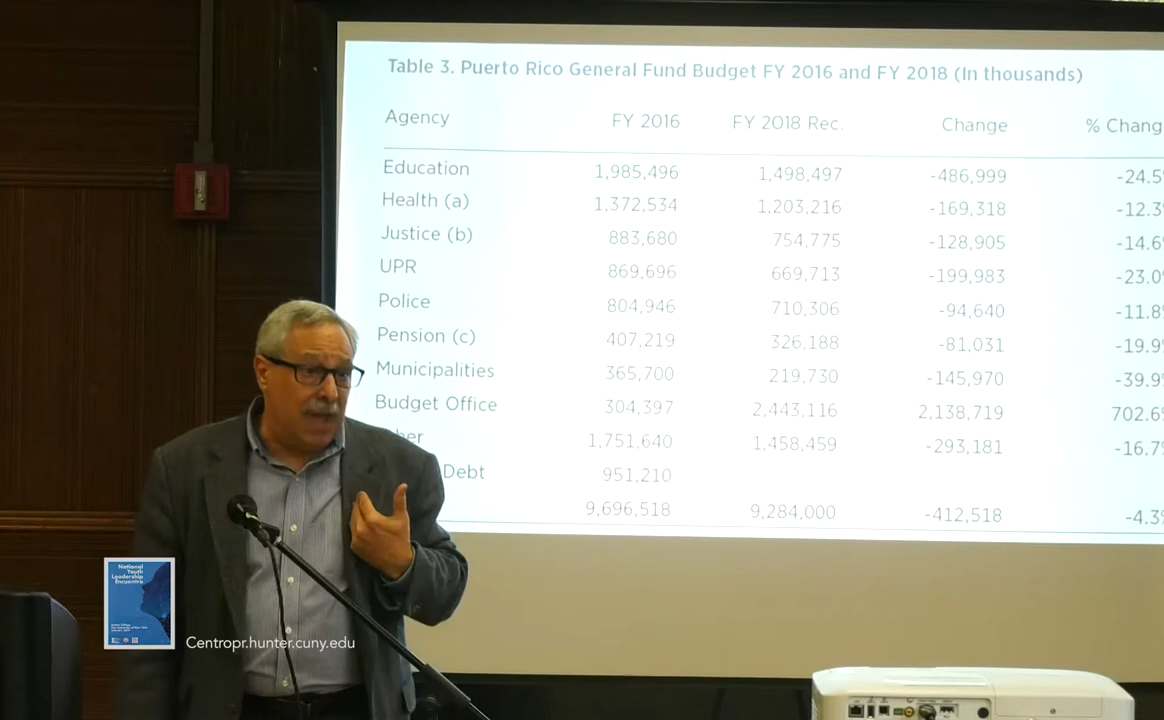 Table 3. Puerto Rico General Fund Budget FY 2016 and FY 2018 (In thousands)
Agency FY 2016 FY 2018 Rec. Change % Chang
Education 1,985,496 1,498,497 -486,999 -24.5
Health (a) 1,372,534 1,203,216 -169,318 -12.3
Justice (b) 883,680 754,775 -128,905 -14.6
UPR 869,696 669,713 -199,983 -23.0
Police 804,946 710,306 -94,640 -11.8
Pension (c) 407,219 326,188 -81,031 -19.9
Municipalities 365,700 219,730 -145,970 -39.9
Budget Office 304,397 2,443,116 2,138,719 702.6
her 1,751,640 1,458,459 -293,181 -16.7
Debt 951,210
9,696,518 9,284,000 -412,518 -4.3
National
Youth
Leadership
Encuentro
Centropr.hunter.cuny.edu